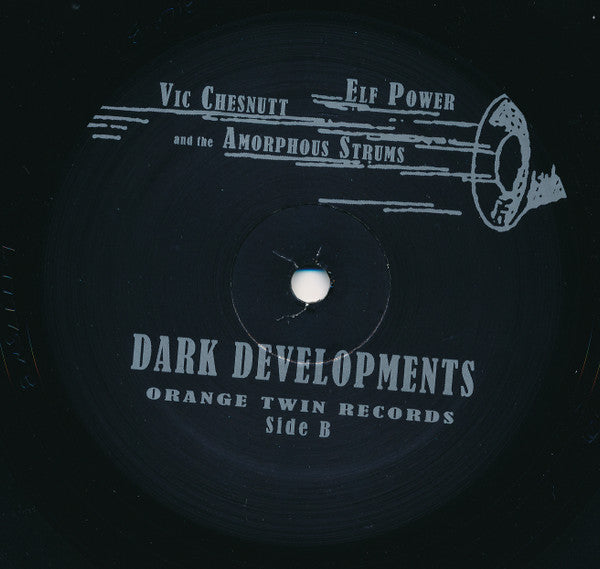 Vic Chesnutt Elf Power
and the Amorphous Strums
DARK DEVELOPMENTS
ORANGE TWIN RECORDS
Side B